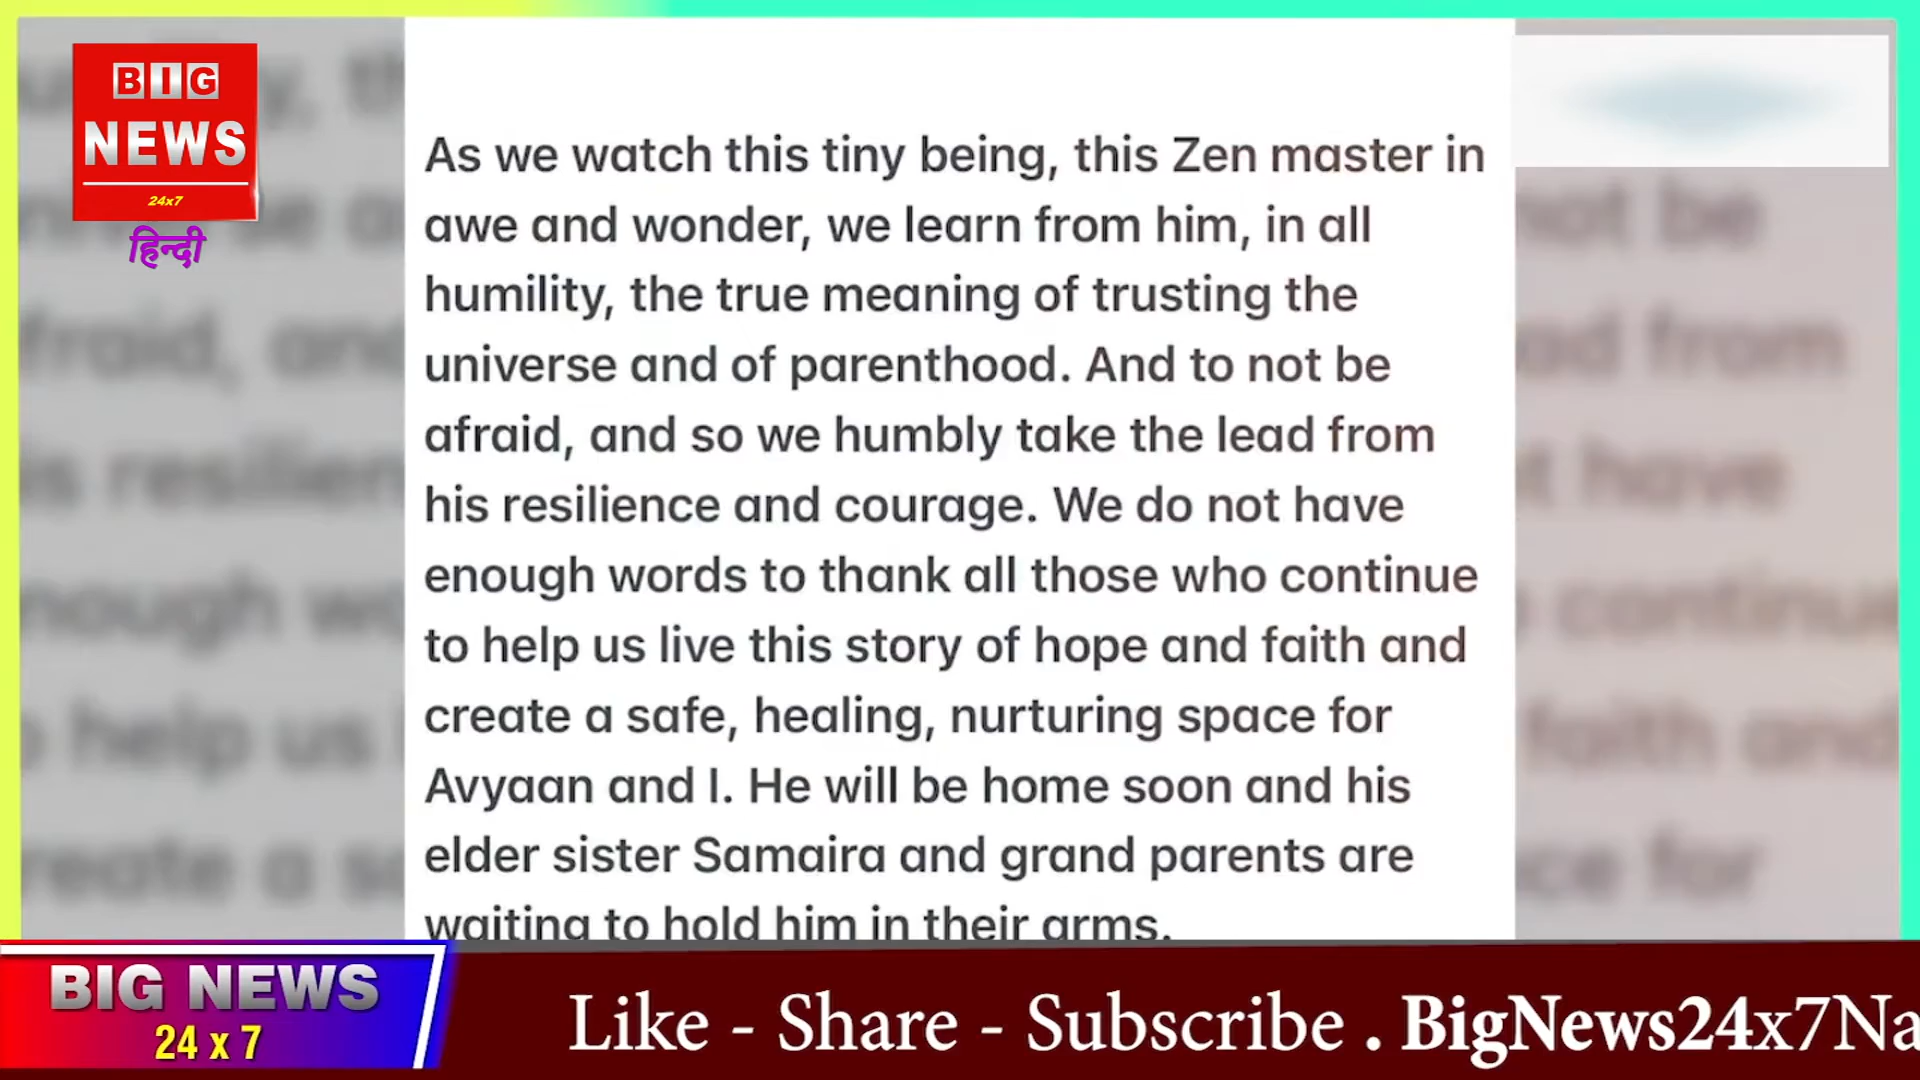 BIG
NEWS
24x7
हिन्दी
As we watch this tiny being, this Zen master in
awe and wonder, we learn from him, in all
humility, the true meaning of trusting the
universe and of parenthood. And to not be
afraid, and so we humbly take the lead from
his resilience and courage. We do not have
enough words to thank all those who continue
to help us live this story of hope and faith and
create a safe, healing, nurturing space for
Avyaan and I. He will be home soon and his
elder sister Samaira and grand parents are
waiting to hold him in their arms.
BIG NEWS
24 x 7
Like - Share - Subscribe . BigNews24x7Na